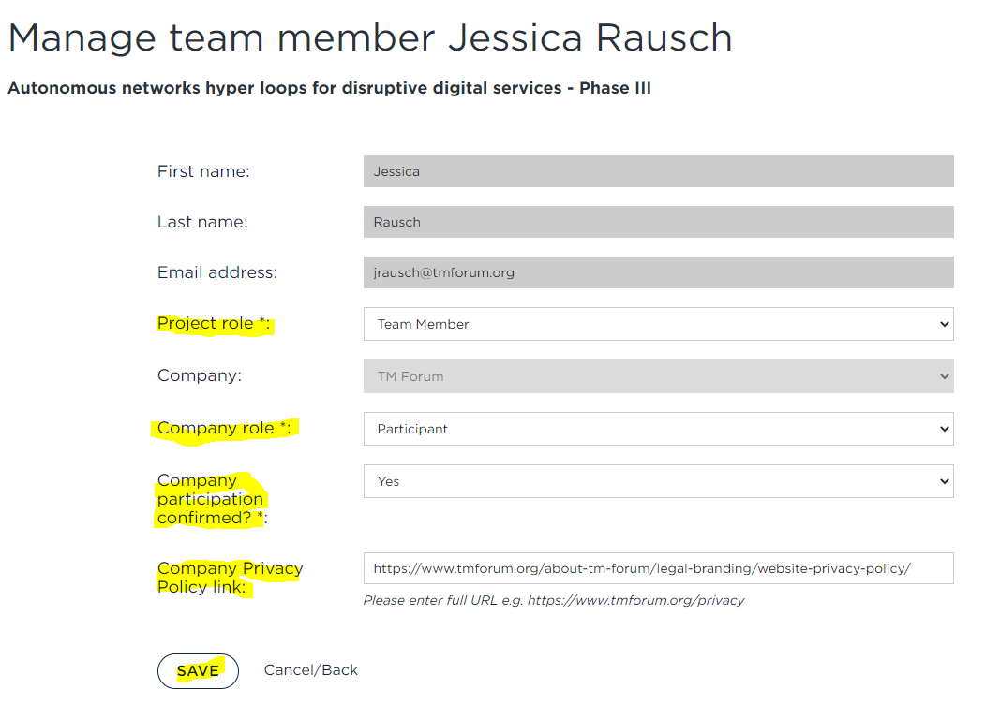 Manage team member Jessica Rausch
Autonomous networks hyper loops for disruptive digital services - Phase III
First name: Jessica
Last name: Rausch
Email address: jrausch@tmforum.org
Project role *: Team Member
Company: TM Forum
Company role *: Participant
Company Yes
participation
confirmed? *:
Company Privacy https://www.tmforum.org/about-tm-forum/legal-branding/website-privacy-policy/
Policy link:
Please enter full URL e.g. https://www.tmforum.org/privacy
SAVE Cancel/Back